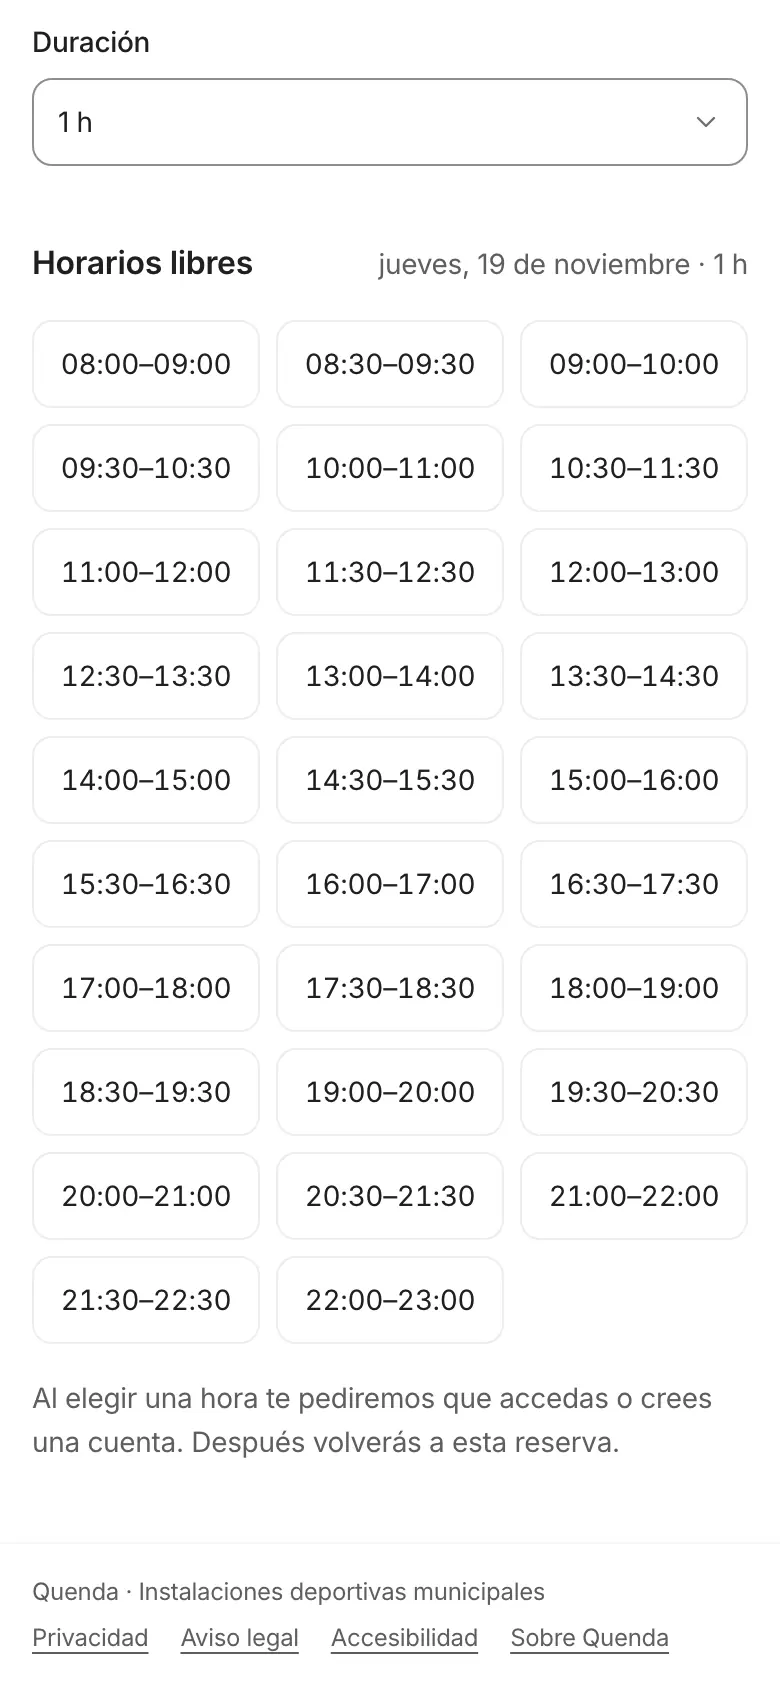 Duración
1 h
Horarios libres jueves, 19 de noviembre · 1 h
08:00–09:00 08:30–09:30 09:00–10:00
09:30–10:30 10:00–11:00 10:30–11:30
11:00–12:00 11:30–12:30 12:00–13:00
12:30–13:30 13:00–14:00 13:30–14:30
14:00–15:00 14:30–15:30 15:00–16:00
15:30–16:30 16:00–17:00 16:30–17:30
17:00–18:00 17:30–18:30 18:00–19:00
18:30–19:30 19:00–20:00 19:30–20:30
20:00–21:00 20:30–21:30 21:00–22:00
21:30–22:30 22:00–23:00
Al elegir una hora te pediremos que accedas o crees
una cuenta. Después volverás a esta reserva.
Quenda · Instalaciones deportivas municipales
Privacidad Aviso legal Accesibilidad Sobre Quenda